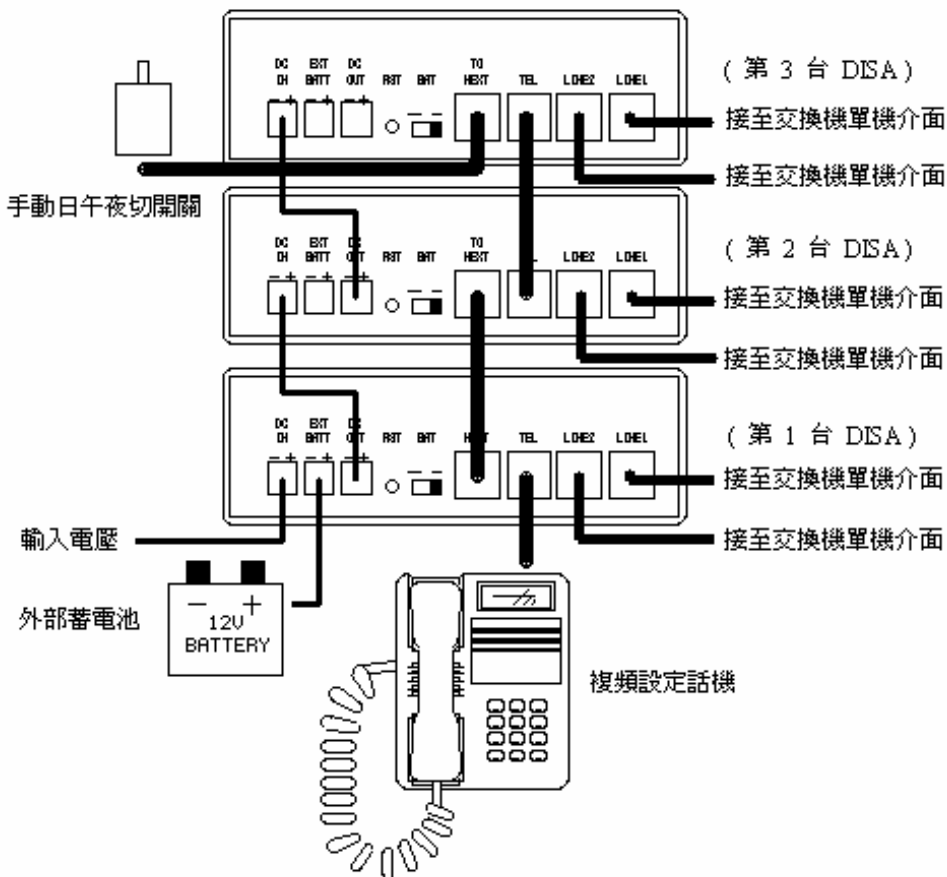 DC IN
EXT BATT
DC OUT
RST
BAT
TO NEXT
TEL
LINE2
LINE1
- +
- +
- +
( 第 3 台 DISA )
接至交換機單機介面
接至交換機單機介面
手動日午夜切開關
DC IN
EXT BATT
DC OUT
RST
BAT
TO NEXT
LINE2
LINE1
- +
- +
- +
( 第 2 台 DISA )
接至交換機單機介面
接至交換機單機介面
DC IN
EXT BATT
DC OUT
RST
BAT
NEXT
TEL
LINE2
LINE1
- +
- +
- +
( 第 1 台 DISA )
接至交換機單機介面
接至交換機單機介面
輸入電壓
外部蓄電池
- +
12V
BATTERY
複頻設定話機